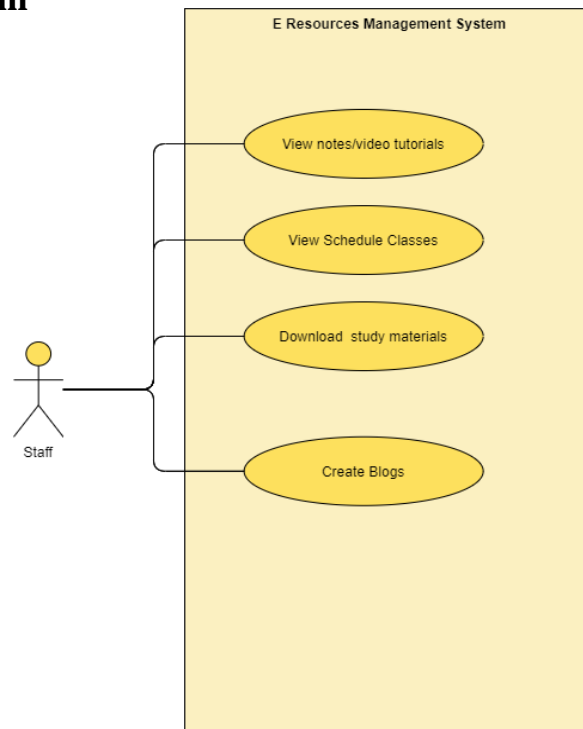 E Resources Management System
View notes/video tutorials
View Schedule Classes
Download study materials
Staff
Create Blogs